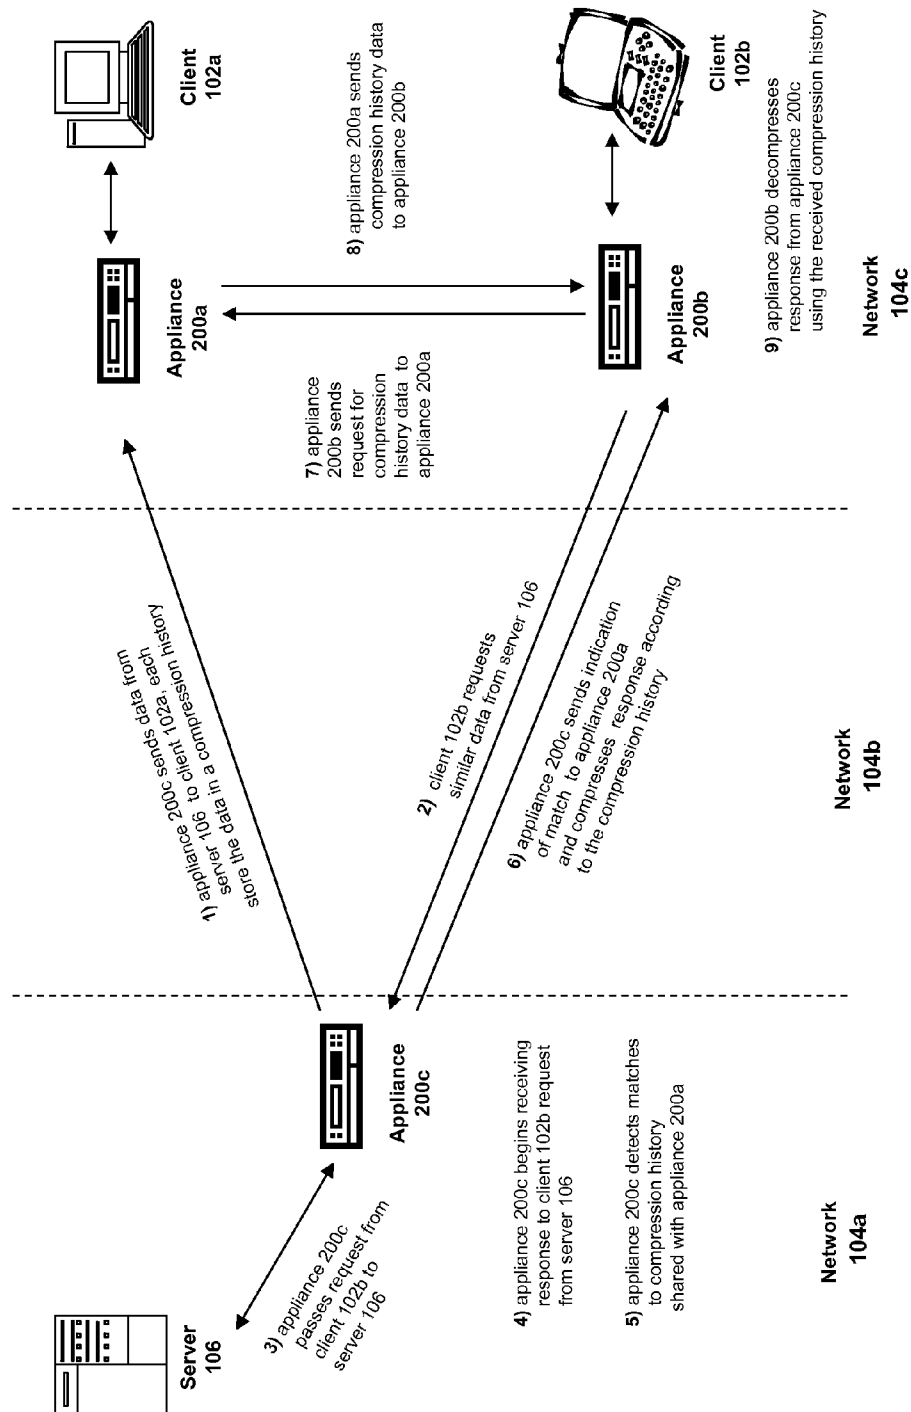 Server
106
3) appliance 200c
passes request from
client 102b to
server 106
Appliance
200c
4) appliance 200c begins receiving
response to client 102b request
from server 106
5) appliance 200c detects matches
to compression history
shared with appliance 200a
Network
104a
1) appliance 200c sends data from
server 106 to client 102a, each
store the data in a compression history
2) client 102b requests
similar data from server 106
6) appliance 200c sends indication
of match to appliance 200a
and compresses response according
to the compression history
Network
104b
Client
102a
Appliance
200a
7) appliance
200b sends
request for
compression
history data to
appliance 200a
8) appliance 200a sends
compression history data
to appliance 200b
Client
102b
Appliance
200b
9) appliance 200b decompresses
response from appliance 200c
using the received compression history
Network
104c